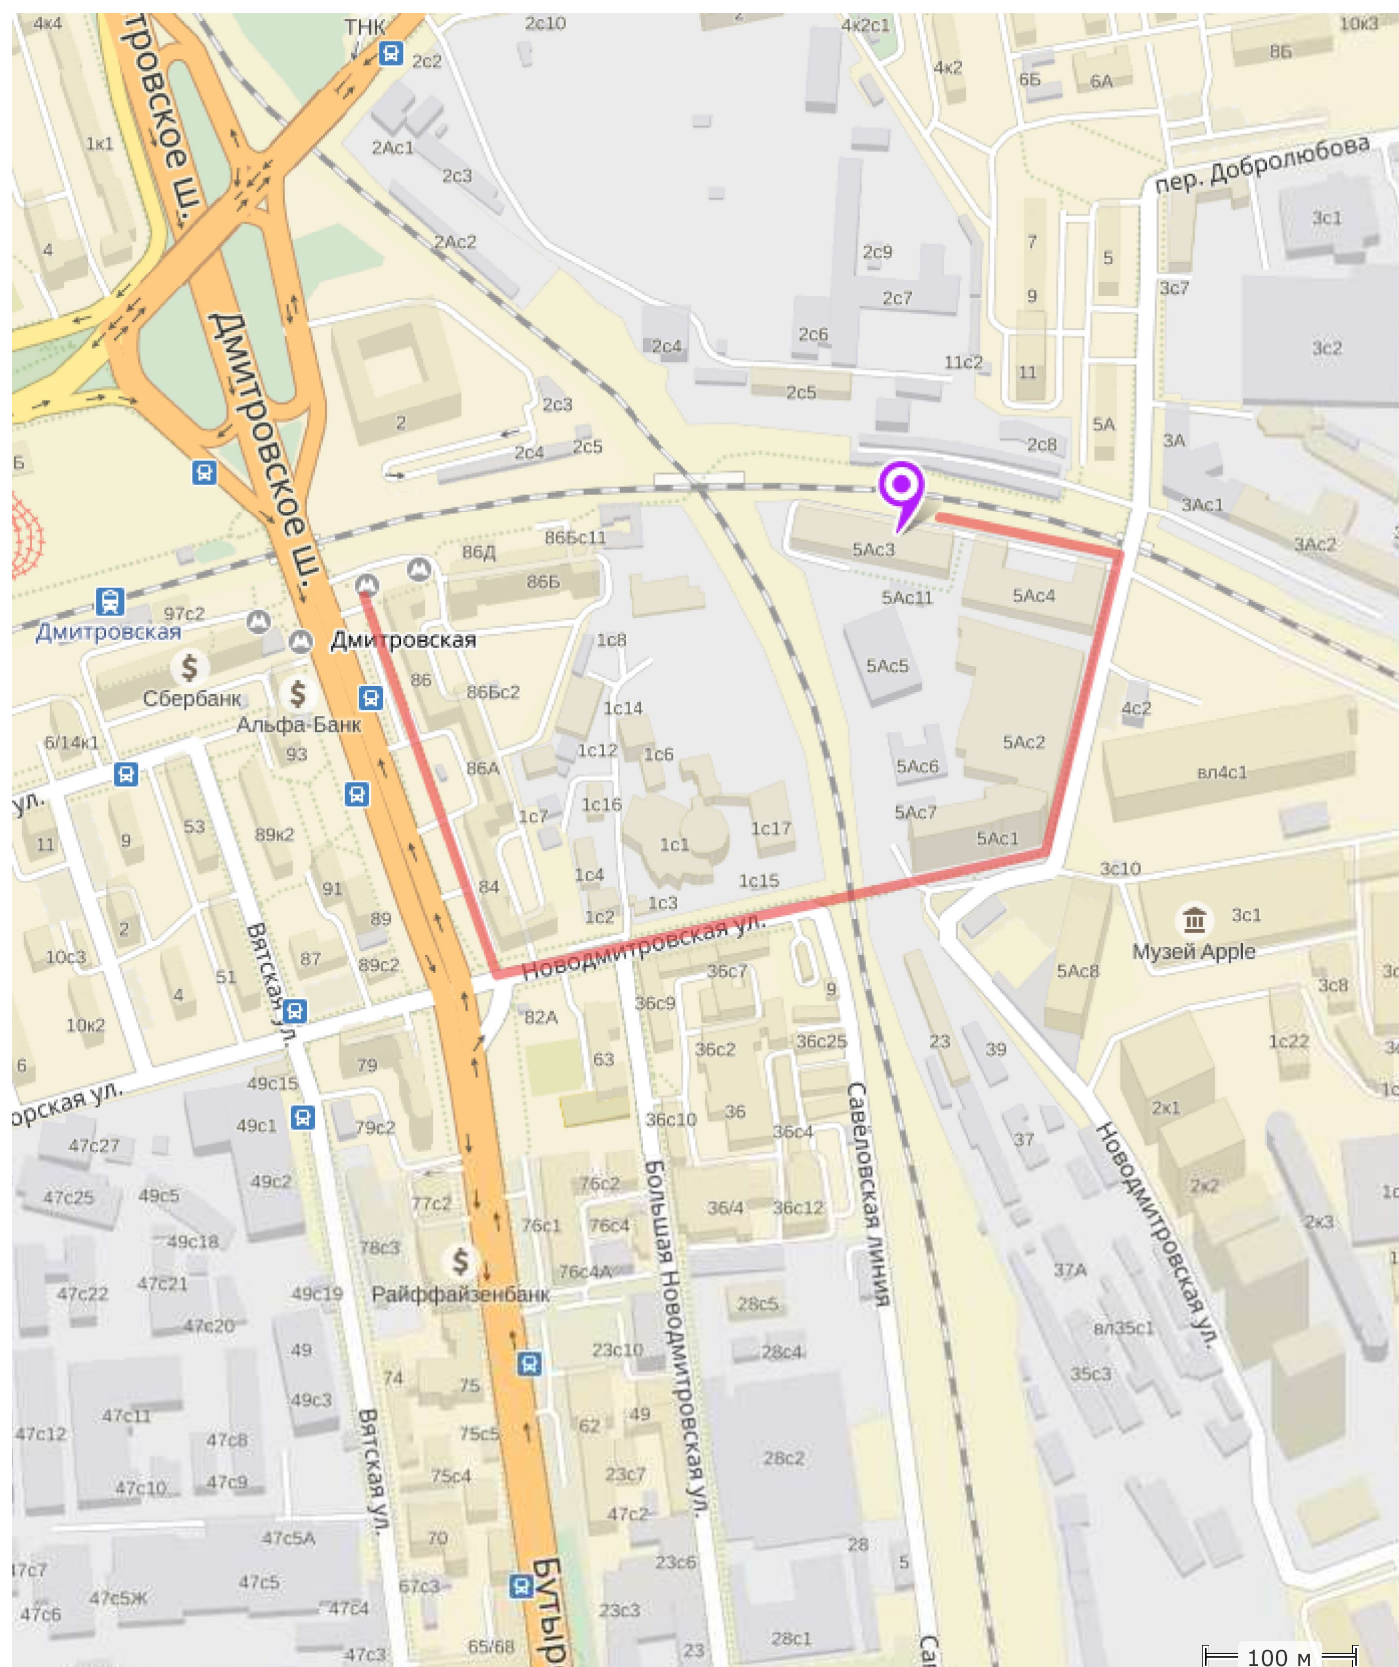 4к4
тровское ш.
ТНК
2с10
2
4к2с1
10к3
2с2
4к2
8Б
6Б
6А
1к1
2Ас1
2с3
пер. Добролюбова
3с1
4
2Ас2
7
5
2с9
9
3с7
2с7
Дмитровское ш.
2с6
2с4
3с2
11с2
11
2с5
2
2с3
5А
3А
2с5
2с4
2с8
Б
3Ас1
86Бс11
86Д
5Ас3
3Ас2
86Б
5Ас11
5Ас4
97с2
Дмитровская
Дмитровская
1с8
5Ас5
Сбербанк
86
86Бс2
1с14
4с2
Альфа-Банк
6/14к1
93
1с12
1с6
5Ас2
86А
5Ас6
вл4с1
ул.
1с16
1с7
5Ас7
53
89к2
11
9
1с17
5Ас1
1с1
1с4
1с15
3с10
91
84
1с3
89
1с2
3с1
2
Новодмитровская ул.
Музей Apple
10с3
87
89с2
36с7
5Ас8
51
9
3с8
4
36с9
Вятская ул.
10к2
82А
36с25
23
39
1с22
63
36с2
6
79
49с15
орская ул.
36
2к1
49с1
79с2
36с10
36с4
37
47с27
Савёловская линия
Новодмитровская ул.
49с2
76с2
2к2
47с25
49с5
77с2
36/4
36с12
2к3
76с1
76с4
49с18
78с3
37А
76с4А
47с21
47с22
49с19
Райффайзенбанк
28с5
Большая Новодмитровская ул.
47с20
вл35с1
49
23с10
28с4
74
75
35с3
49с3
47с11
49
62
47с12
47с8
75с5
28с2
75с4
23с7
47с10
47с9
Вятская ул.
47с2
47с5А
70
28
23с6
5
47с5
67с3
47с5Ж
47с4
47с6
23с3
Бутыр
28с1
65/68
23
47с3
100 м